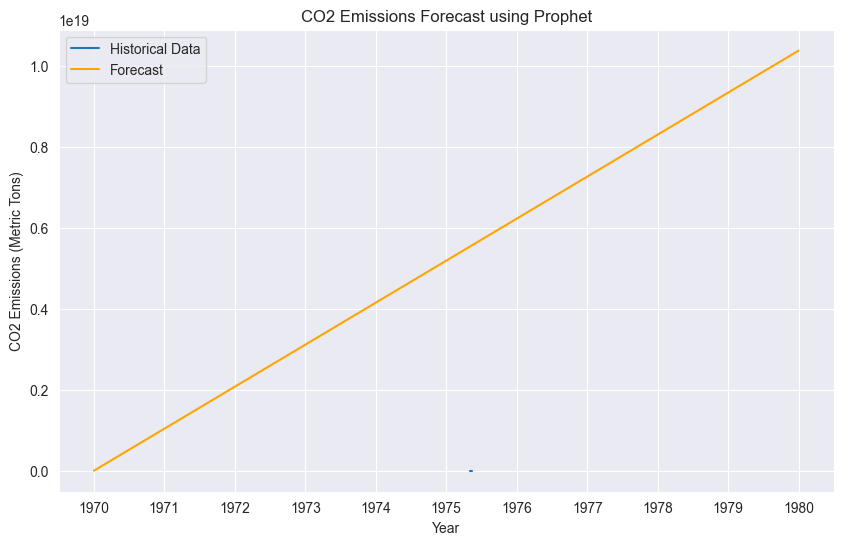 CO2 Emissions Forecast using Prophet
1e19
Historical Data
Forecast
1.0
0.8
0.6
0.4
0.2
0.0
CO2 Emissions (Metric Tons)
1970 1971 1972 1973 1974 1975 1976 1977 1978 1979 1980
Year